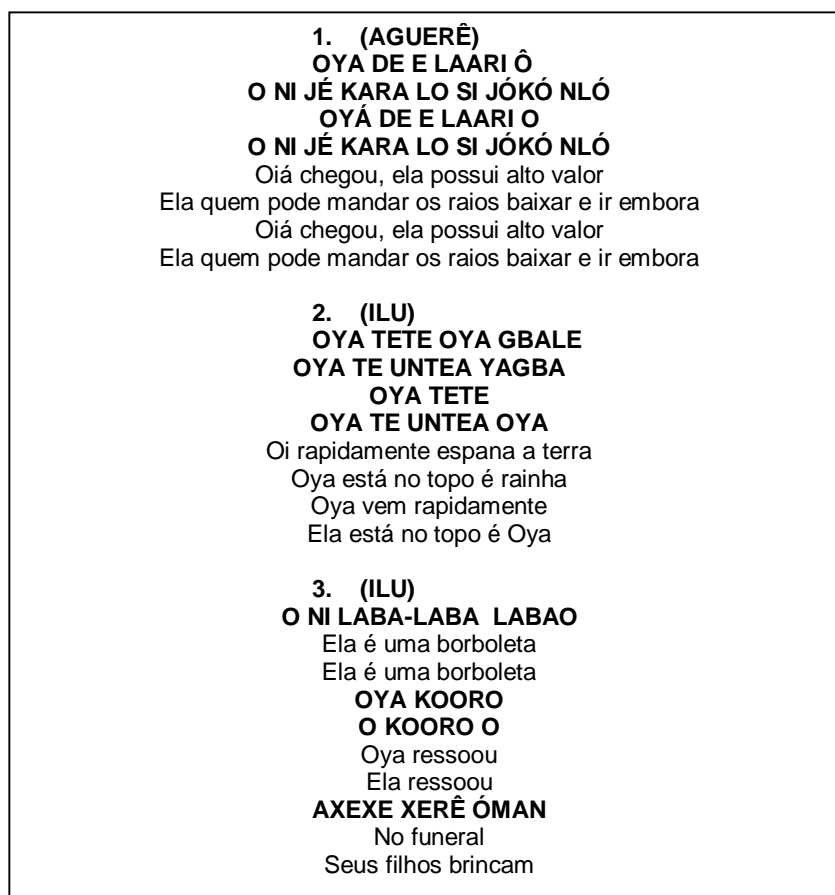 1. (AGUERÊ)
OYA DE E LAARI Ô
O NI JÉ KARA LO SI JÓKÓ NLÓ
OYÁ DE E LAARI O
O NI JÉ KARA LO SI JÓKÓ NLÓ
Oiá chegou, ela possui alto valor
Ela quem pode mandar os raios baixar e ir embora
Oiá chegou, ela possui alto valor
Ela quem pode mandar os raios baixar e ir embora
2. (ILU)
OYA TETE OYA GBALE
OYA TE UNTEA YAGBA
OYA TETE
OYA TE UNTEA OYA
Oi rapidamente espana a terra
Oya está no topo é rainha
Oya vem rapidamente
Ela está no topo é Oya
3. (ILU)
O NI LABA-LABA LABAO
Ela é uma borboleta
Ela é uma borboleta
OYA KOORO
O KOORO O
Oya ressoou
Ela ressoou
AXEXE XERÊ ÓMAN
No funeral
Seus filhos brincam